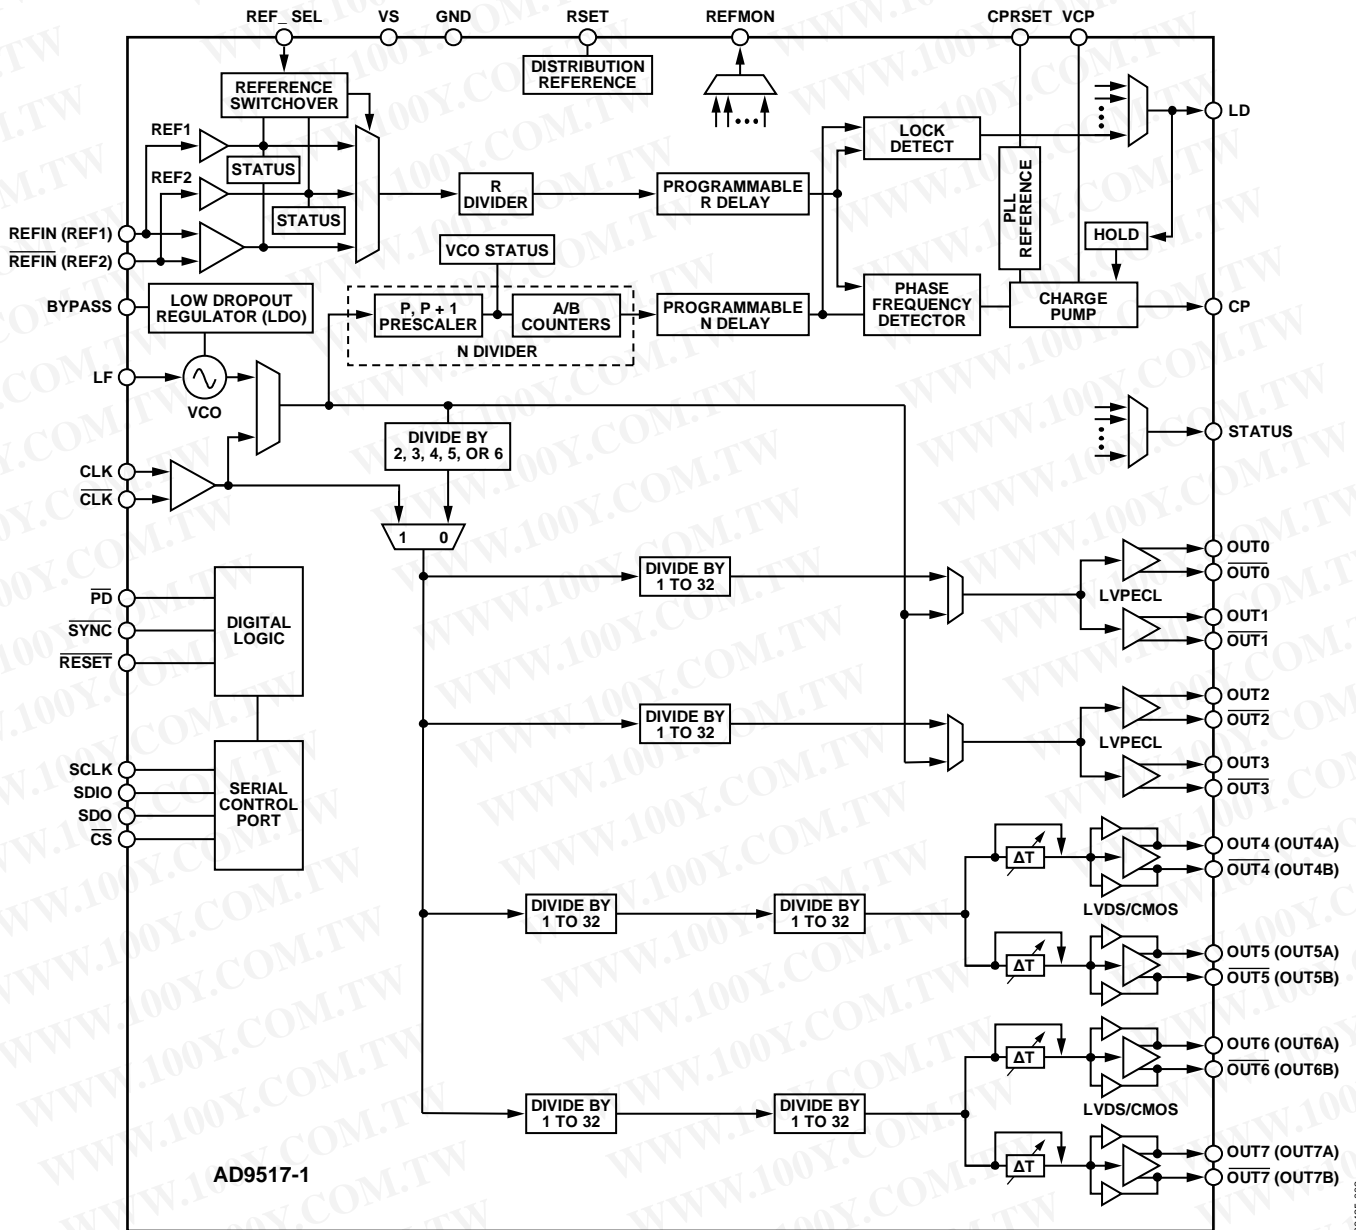 REF_ SEL
VS
GND
RSET
REFMON
CPRSET
VCP
DISTRIBUTION
REFERENCE
REFERENCE
SWITCHOVER
REF1
STATUS
REF2
STATUS
R
DIVIDER
PROGRAMMABLE
R DELAY
LOCK
DETECT
PLL
REFERENCE
HOLD
LD
REFIN (REF1)
REFIN (REF2)
BYPASS
LOW DROPOUT
REGULATOR (LDO)
VCO STATUS
P, P + 1
PRESCALER
A/B
COUNTERS
N DIVIDER
PROGRAMMABLE
N DELAY
PHASE
FREQUENCY
DETECTOR
CHARGE
PUMP
CP
LF
VCO
DIVIDE BY
2, 3, 4, 5, OR 6
STATUS
CLK
CLK
1 0
PD
SYNC
RESET
DIGITAL
LOGIC
SCLK
SDIO
SDO
CS
SERIAL
CONTROL
PORT
DIVIDE BY
1 TO 32
LVPECL
OUT0
OUT0
OUT1
OUT1
DIVIDE BY
1 TO 32
LVPECL
OUT2
OUT2
OUT3
OUT3
DIVIDE BY
1 TO 32
DIVIDE BY
1 TO 32
ΔT
ΔT
LVDS/CMOS
OUT4 (OUT4A)
OUT4 (OUT4B)
OUT5 (OUT5A)
OUT5 (OUT5B)
DIVIDE BY
1 TO 32
DIVIDE BY
1 TO 32
ΔT
ΔT
LVDS/CMOS
OUT6 (OUT6A)
OUT6 (OUT6B)
OUT7 (OUT7A)
OUT7 (OUT7B)
AD9517-1
WWW.100Y.COM.TW